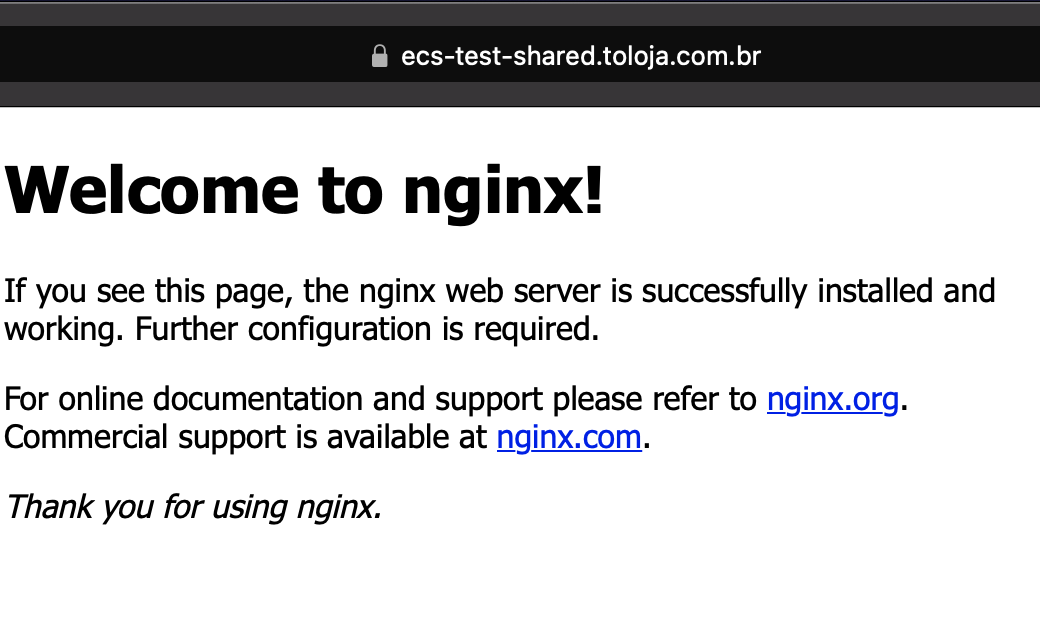 ecs-test-shared.toloja.com.br
Welcome to nginx!
If you see this page, the nginx web server is successfully installed and
working. Further configuration is required.
For online documentation and support please refer to nginx.org.
Commercial support is available at nginx.com.
Thank you for using nginx.